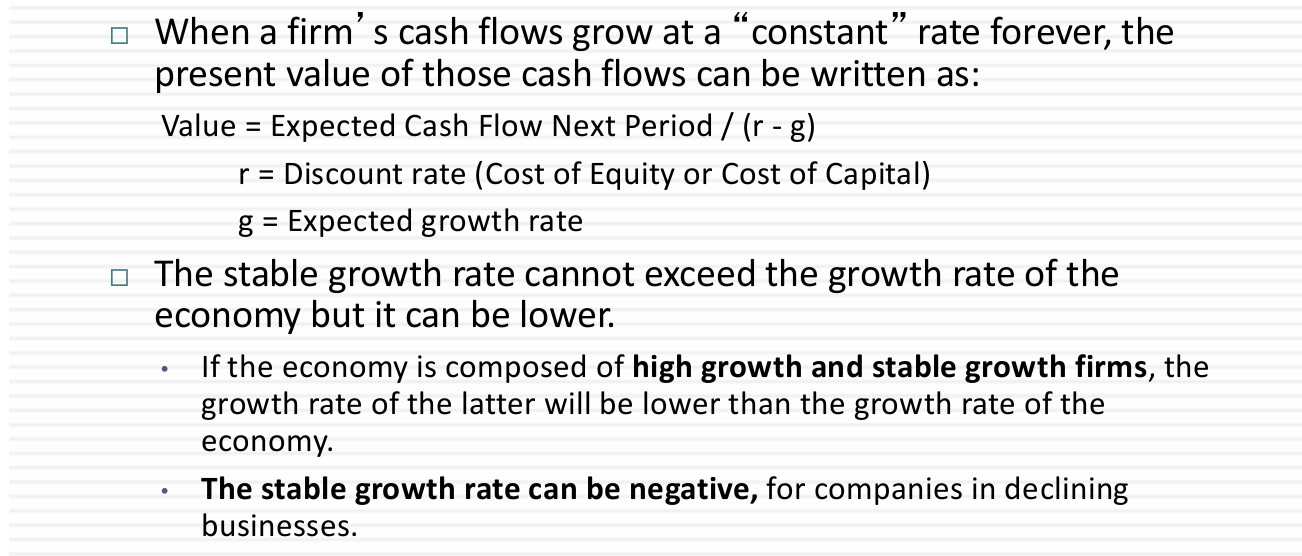 When a firm’s cash flows grow at a “constant” rate forever, the
present value of those cash flows can be written as:
Value = Expected Cash Flow Next Period / (r - g)
r = Discount rate (Cost of Equity or Cost of Capital)
g = Expected growth rate
The stable growth rate cannot exceed the growth rate of the
economy but it can be lower.
• If the economy is composed of high growth and stable growth firms, the
growth rate of the latter will be lower than the growth rate of the
economy.
• The stable growth rate can be negative, for companies in declining
businesses.